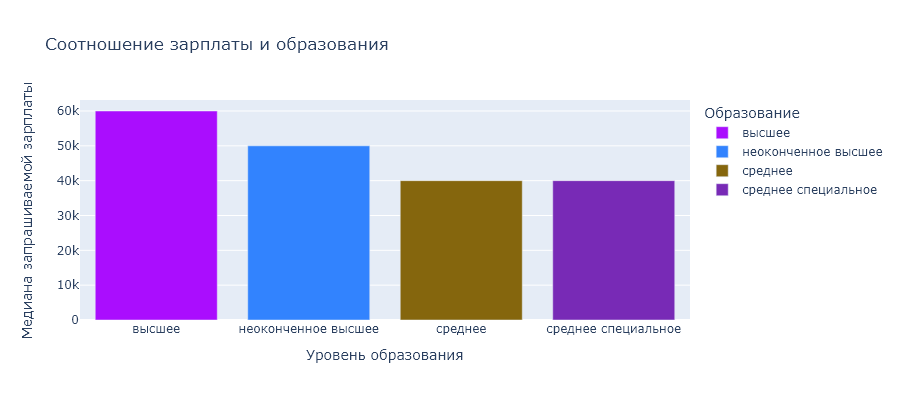 Соотношение зарплаты и образования
Медиана запрашиваемой зарплаты
60k
50k
40k
30k
20k
10k
0
высшее
неоконченное высшее
среднее
среднее специальное
Уровень образования
Образование
высшее
неоконченное высшее
среднее
среднее специальное